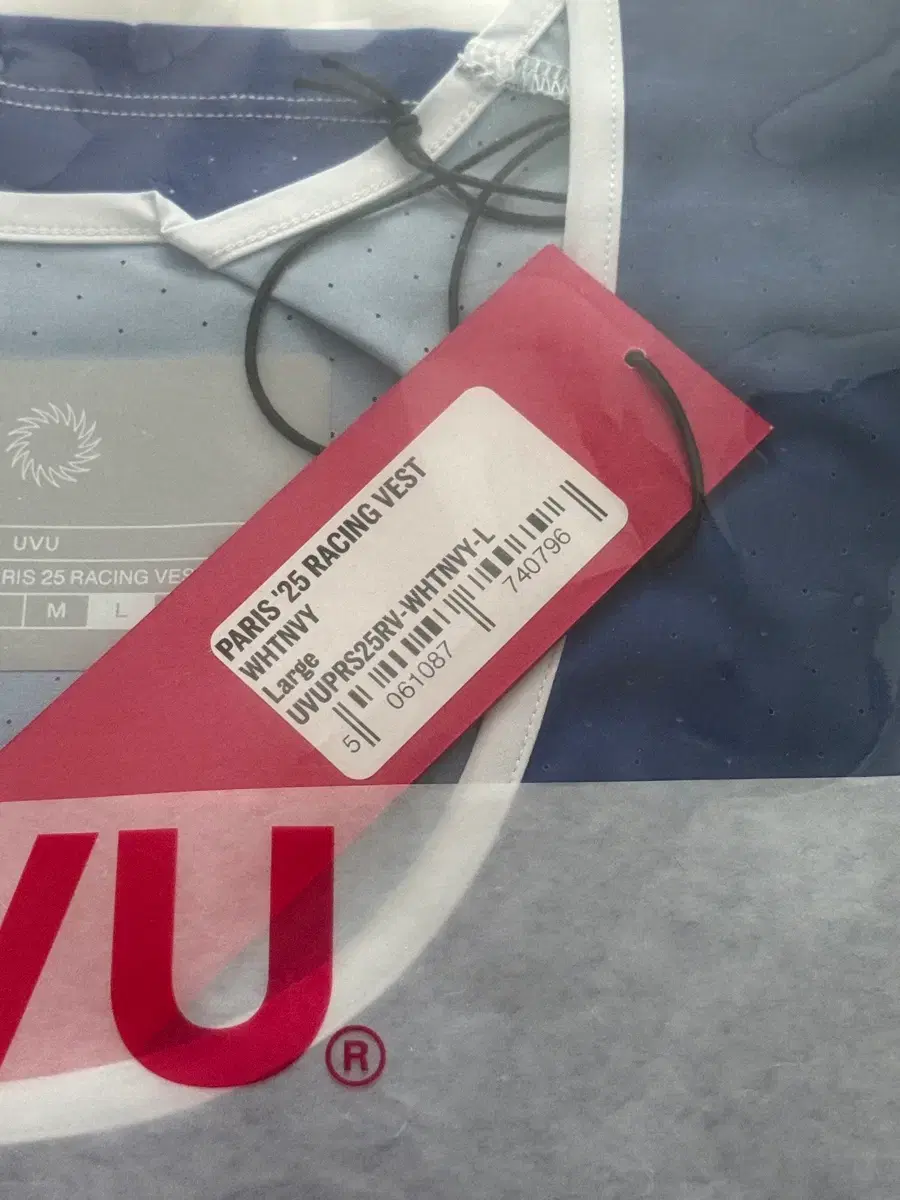 UVU
RIS 25 RACING VES
M L
PARIS '25 RACING VEST
WHTNVY
Large
UVUPRS25RV-WHTNVY-L
5 061087 740796
VU®